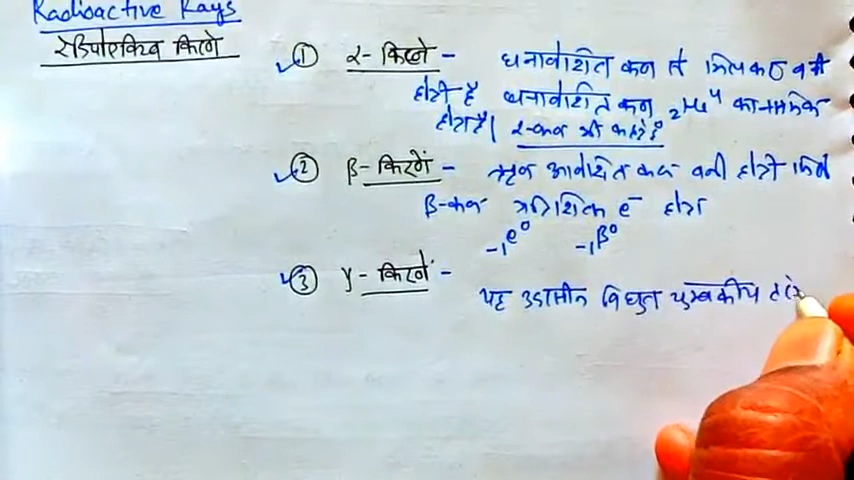 Radioactive Rays
रेडियोएक्टिव किरणे
① α- किरणे - धनावेशित कण से मिलकर बनी
होती है धनावेशित कण ₂He⁴ का नाभिक
होता है। α-कण भी कहते है
② β- किरणें - ऋण आवेशित कण बनी होती जिसे
β-कण प्रतिशिक e⁻ होता
₋₁e⁰ ₋₁β⁰
③ γ- किरणें - यह उदासीन विधुत चुम्बकीय तरं